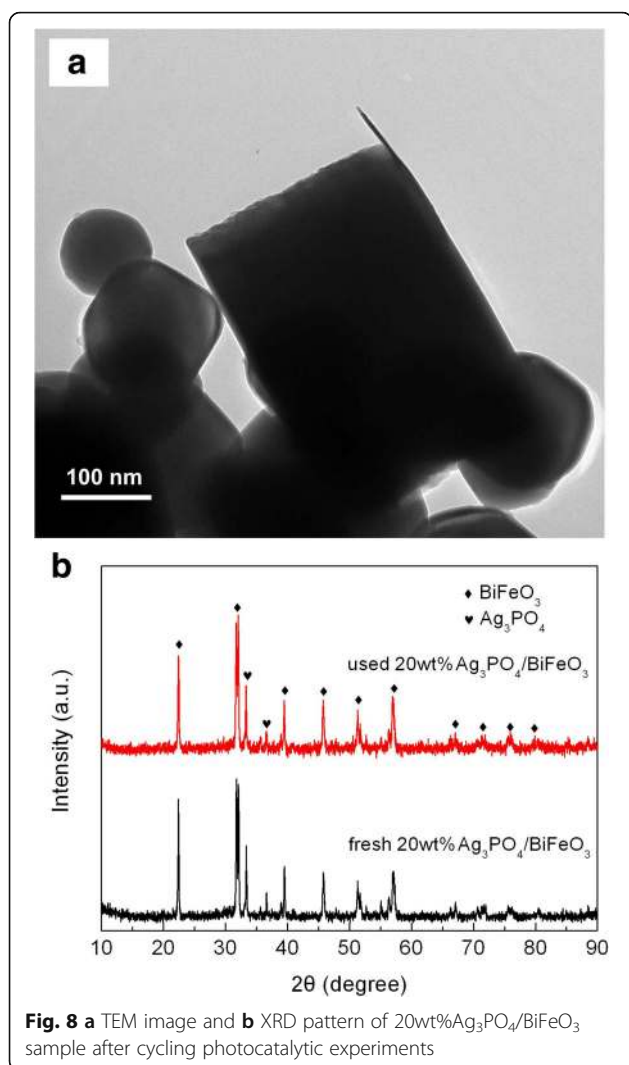 a
100 nm
b
♦ BiFeO₃
♥ Ag₃PO₄
used 20wt%Ag₃PO₄/BiFeO₃
fresh 20wt%Ag₃PO₄/BiFeO₃
Intensity (a.u.)
10 20 30 40 50 60 70 80 90
2θ (degree)
Fig. 8 a TEM image and b XRD pattern of 20wt%Ag₃PO₄/BiFeO₃
sample after cycling photocatalytic experiments